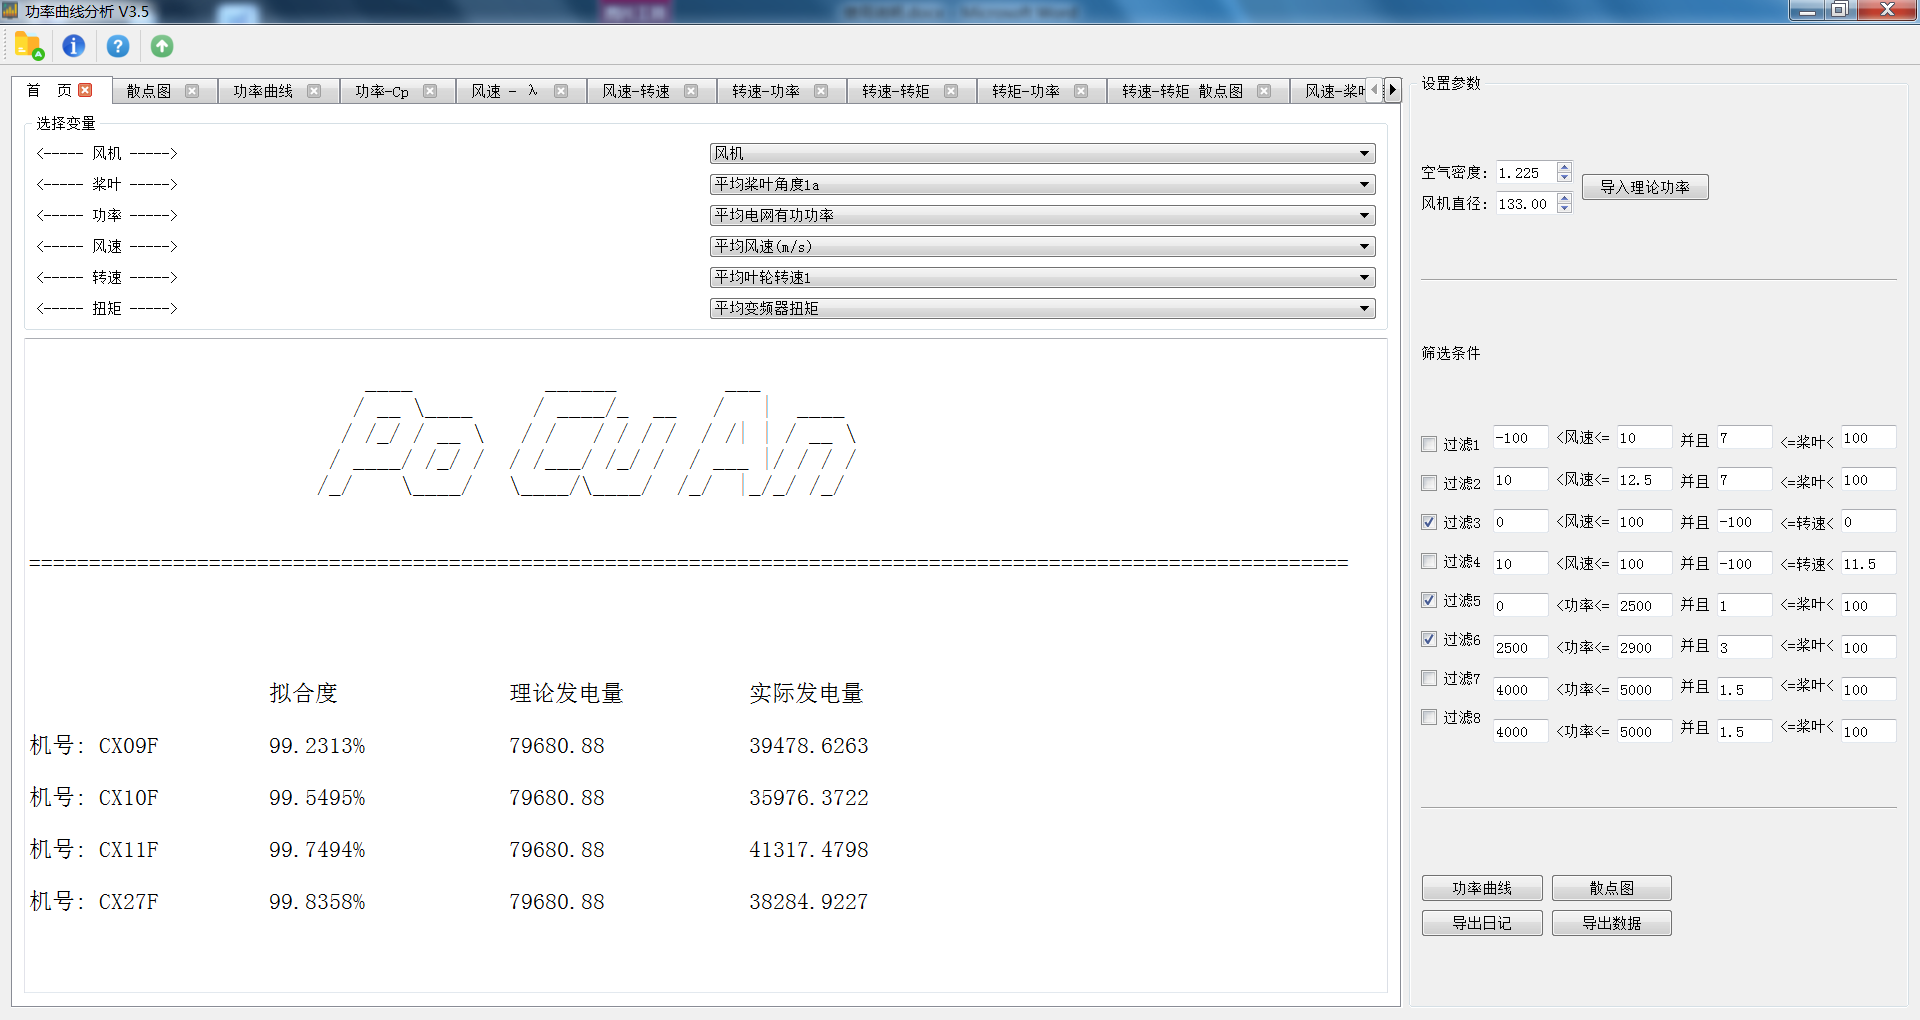 功率曲线分析 V3.5
首 页
散点图
功率曲线
功率-Cp
风速 - λ
风速-转速
转速-功率
转速-转矩
转矩-功率
转速-转矩 散点图
风速-桨
选择变量
<----- 风机 -----> 风机
<----- 桨叶 -----> 平均桨叶角度1a
<----- 功率 -----> 平均电网有功功率
<----- 风速 -----> 平均风速(m/s)
<----- 转速 -----> 平均叶轮转速1
<----- 扭矩 -----> 平均变频器扭矩
Po Cu An
拟合度 理论发电量 实际发电量
机号: CX09F 99.2313% 79680.88 39478.6263
机号: CX10F 99.5495% 79680.88 35976.3722
机号: CX11F 99.7494% 79680.88 41317.4798
机号: CX27F 99.8358% 79680.88 38284.9227
设置参数
空气密度: 1.225
风机直径: 133.00
导入理论功率
筛选条件
过滤1 -100 <风速<= 10 并且 7 <=桨叶< 100
过滤2 10 <风速<= 12.5 并且 7 <=桨叶< 100
过滤3 0 <风速<= 100 并且 -100 <=转速< 0
过滤4 10 <风速<= 100 并且 -100 <=转速< 11.5
过滤5 0 <功率<= 2500 并且 1 <=桨叶< 100
过滤6 2500 <功率<= 2900 并且 3 <=桨叶< 100
过滤7 4000 <功率<= 5000 并且 1.5 <=桨叶< 100
过滤8 4000 <功率<= 5000 并且 1.5 <=桨叶< 100
功率曲线 散点图
导出日记 导出数据